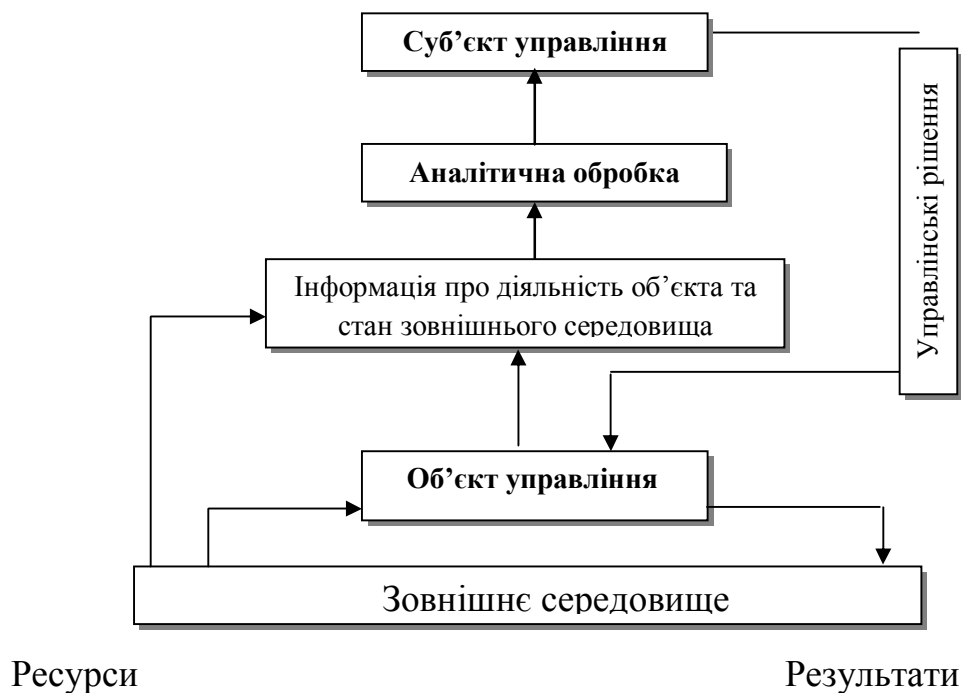 Суб’єкт управління
Управлінські рішення
Аналітична обробка
Інформація про діяльність об’єкта та
стан зовнішнього середовища
Об’єкт управління
Зовнішнє середовище
Ресурси
Результати